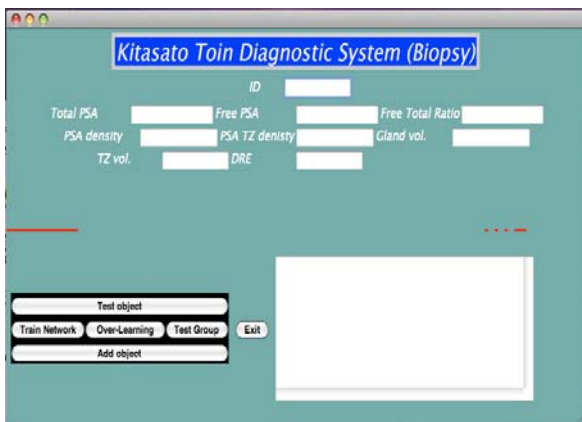 Kitasato Toin Diagnostic System (Biopsy)
ID
Total PSA Free PSA Free Total Ratio
PSA density PSA TZ denisty Gland vol.
TZ vol. DRE
Test object
Train Network Over-Learning Test Group Exit
Add object